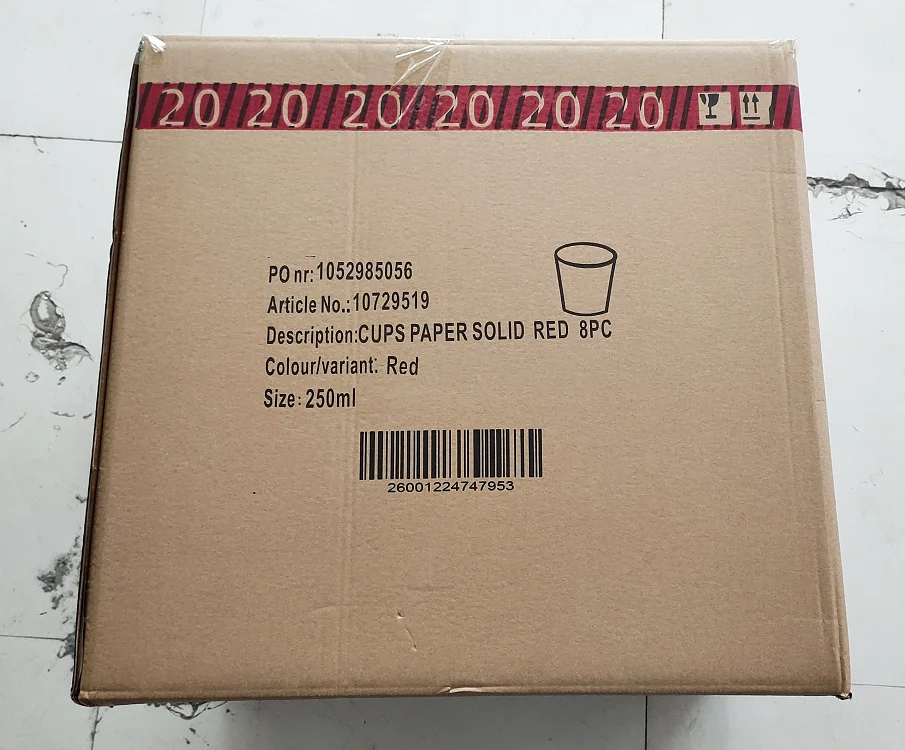 20 20 20 20 20 20
PO nr:1052985056
Article No.:10729519
Description:CUPS PAPER SOLID RED 8PC
Colour/variant: Red
Size: 250ml
26001224747953